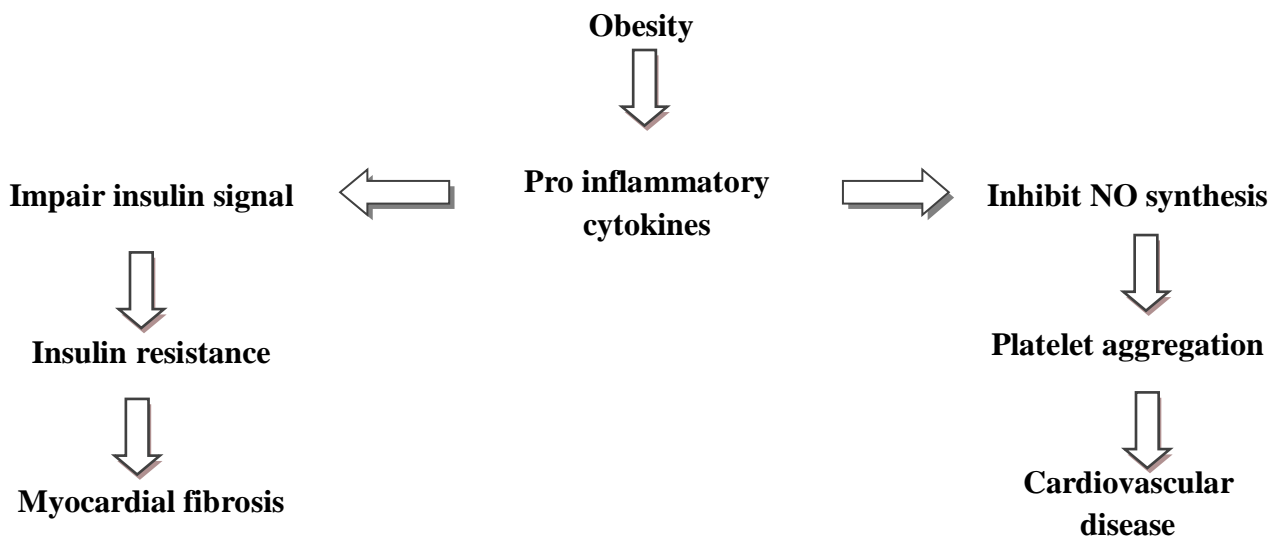 Obesity
Pro inflammatory
cytokines
Impair insulin signal
Inhibit NO synthesis
Insulin resistance
Platelet aggregation
Myocardial fibrosis
Cardiovascular
disease